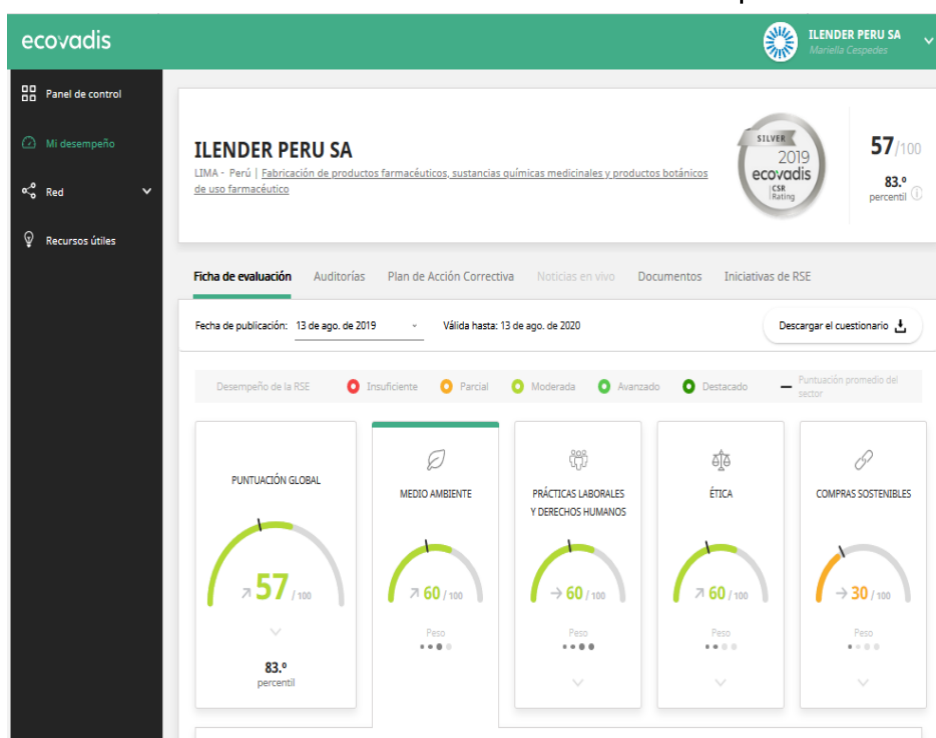 ecovadis
ILENDER PERU SA
Mariella Cespedes
Panel de control
Mi desempeño
Red
Recursos útiles
ILENDER PERU SA
LIMA - Perú | Fabricación de productos farmacéuticos, sustancias químicas medicinales y productos botánicos
de uso farmacéutico
SILVER
2019
ecovadis
CSR
Rating
57/100
83.º
percentil
Ficha de evaluación Auditorías Plan de Acción Correctiva Noticias en vivo Documentos Iniciativas de RSE
Fecha de publicación: 13 de ago. de 2019 Válida hasta: 13 de ago. de 2020 Descargar el cuestionario
Desempeño de la RSE Insuficiente Parcial Moderada Avanzado Destacado Puntuación promedio del
sector
PUNTUACIÓN GLOBAL
57 / 100
83.º
percentil
MEDIO AMBIENTE
60 / 100
Peso
PRÁCTICAS LABORALES
Y DERECHOS HUMANOS
60 / 100
Peso
ÉTICA
60 / 100
Peso
COMPRAS SOSTENIBLES
30 / 100
Peso